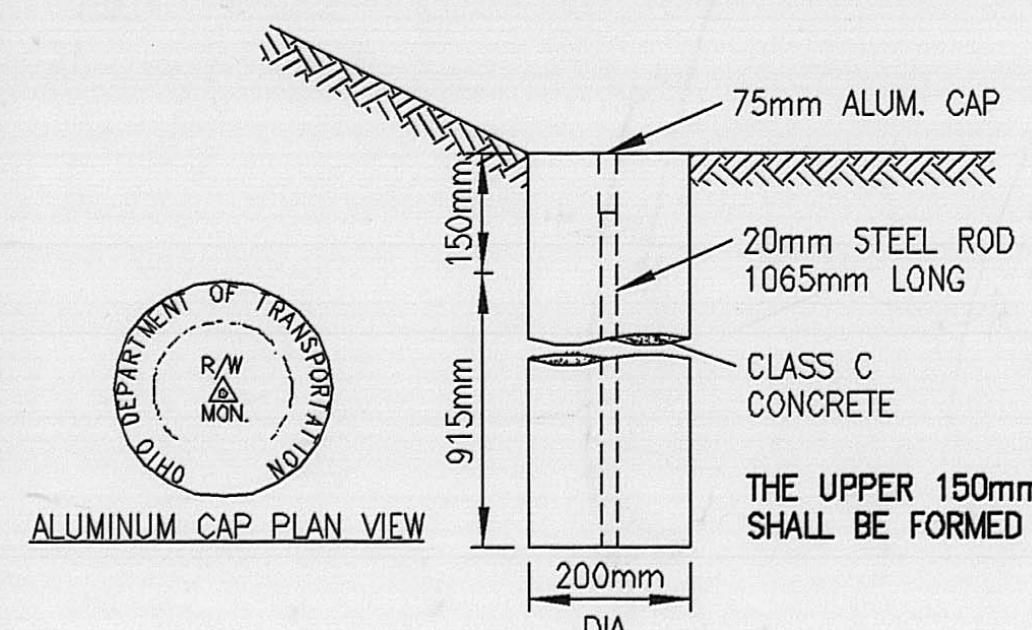 75mm ALUM. CAP
150mm
20mm STEEL ROD
1065mm LONG
OHIO DEPARTMENT OF TRANSPORTATION
R/W
MON.
915mm
CLASS C
CONCRETE
THE UPPER 150mm
SHALL BE FORMED
ALUMINUM CAP PLAN VIEW
200mm
DIA